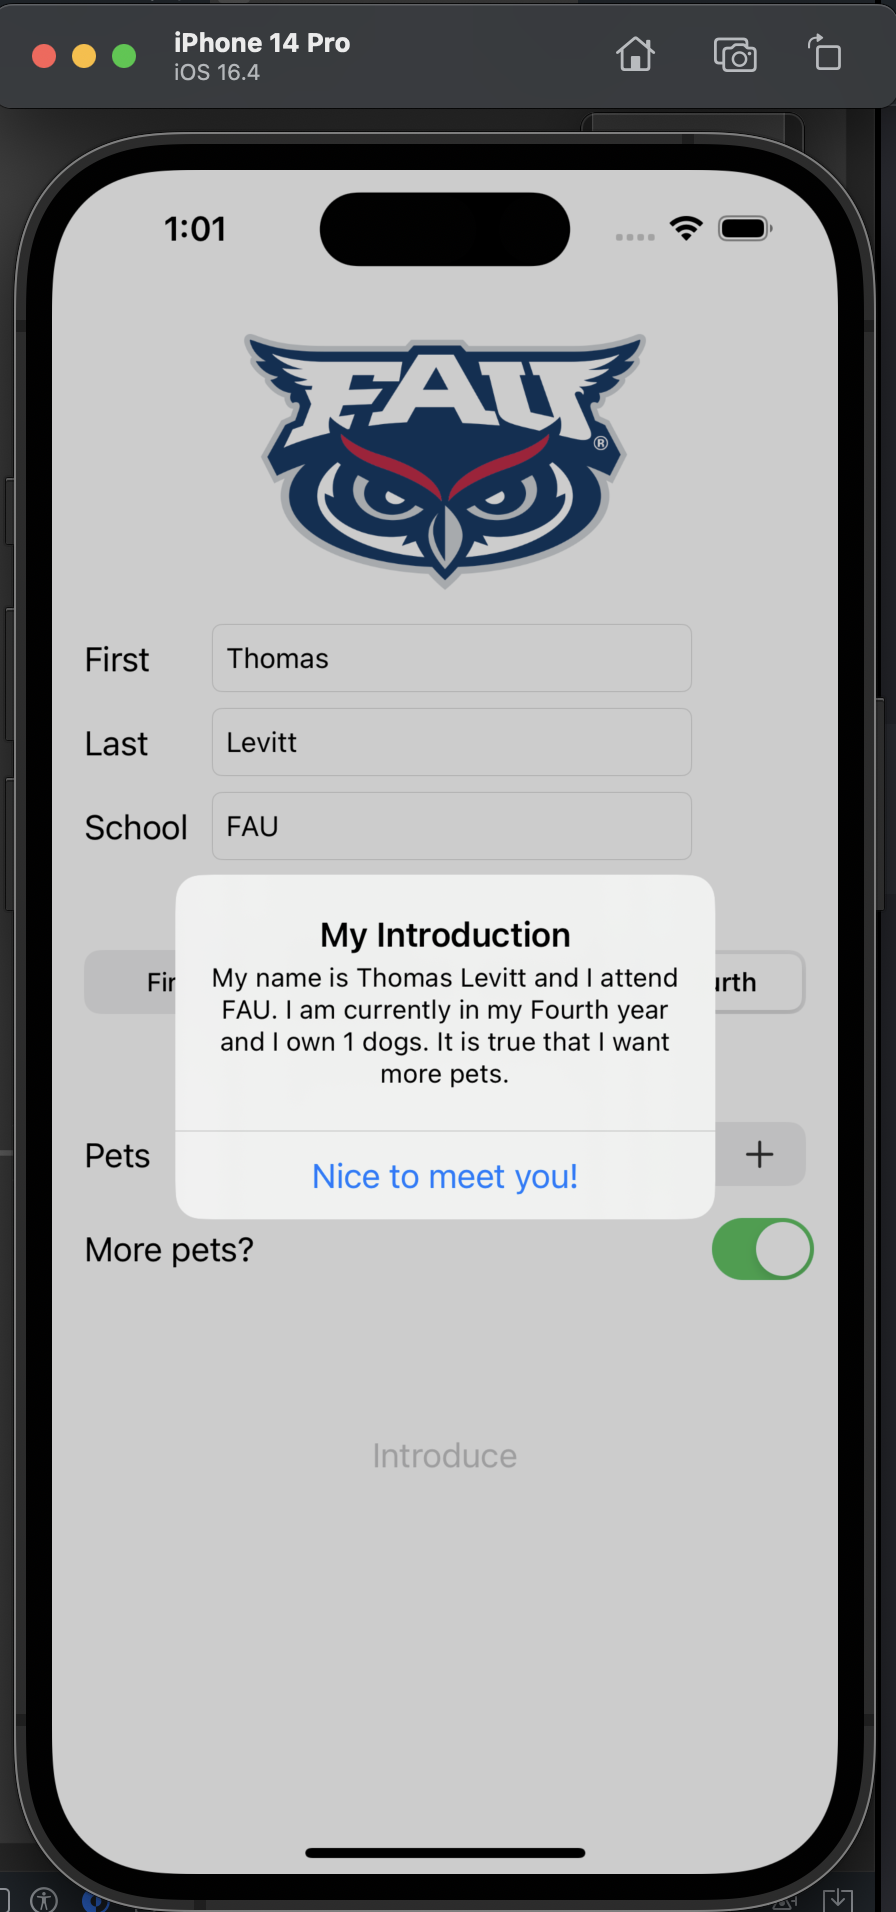 iPhone 14 Pro
iOS 16.4
1:01
FAU
®
First Thomas
Last Levitt
School FAU
My Introduction
My name is Thomas Levitt and I attend
FAU. I am currently in my Fourth year
and I own 1 dogs. It is true that I want
more pets.
Nice to meet you!
Pets +
More pets?
Introduce